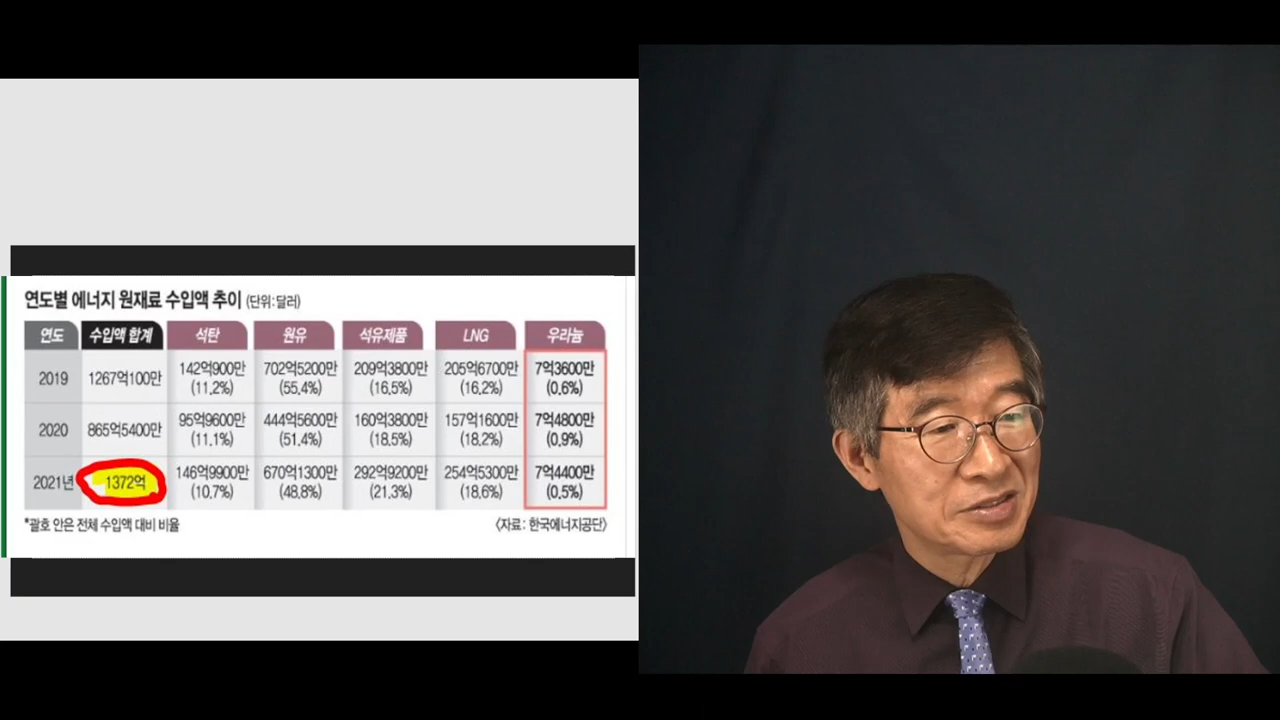 연도별 에너지 원재료 수입액 추이 (단위:달러)
연도 수입액 합계 석탄 원유 석유제품 LNG 우라늄
2019 1267억100만 142억900만 702억5200만 209억3800만 205억6700만 7억3600만
(11.2%) (55.4%) (16.5%) (16.2%) (0.6%)
2020 865억5400만 95억9600만 444억5600만 160억3800만 157억1600만 7억4800만
(11.1%) (51.4%) (18.5%) (18.2%) (0.9%)
2021년 1372억 146억9900만 670억1300만 292억9200만 254억5300만 7억4400만
(10.7%) (48.8%) (21.3%) (18.6%) (0.5%)
*괄호 안은 전체 수입액 대비 비율 〈자료:한국에너지공단〉